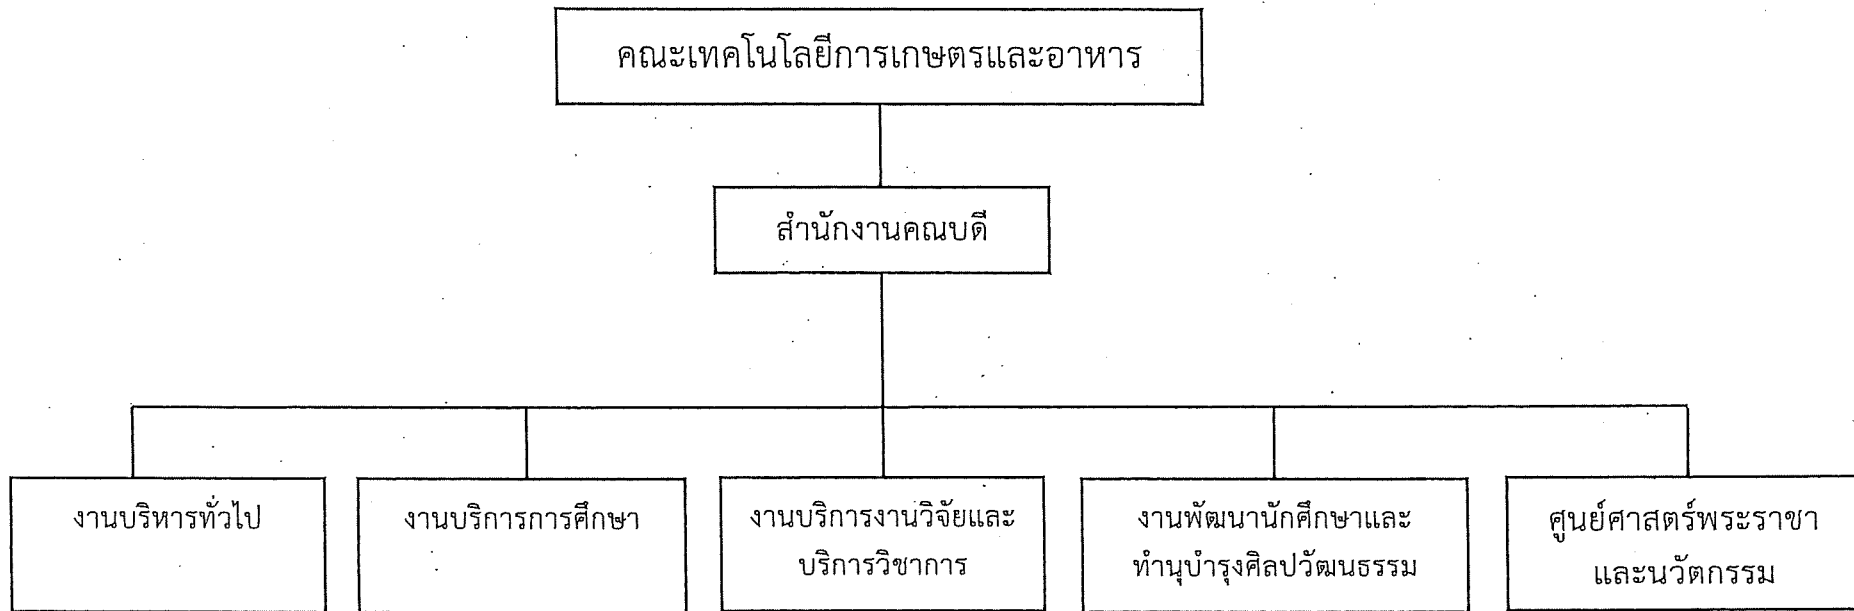 คณะเทคโนโลยีการเกษตรและอาหาร
สำนักงานคณบดี
งานบริหารทั่วไป
งานบริการการศึกษา
งานบริการงานวิจัยและ
บริการวิชาการ
งานพัฒนานักศึกษาและ
ทำนุบำรุงศิลปวัฒนธรรม
ศูนย์ศาสตร์พระราชา
และนวัตกรรม